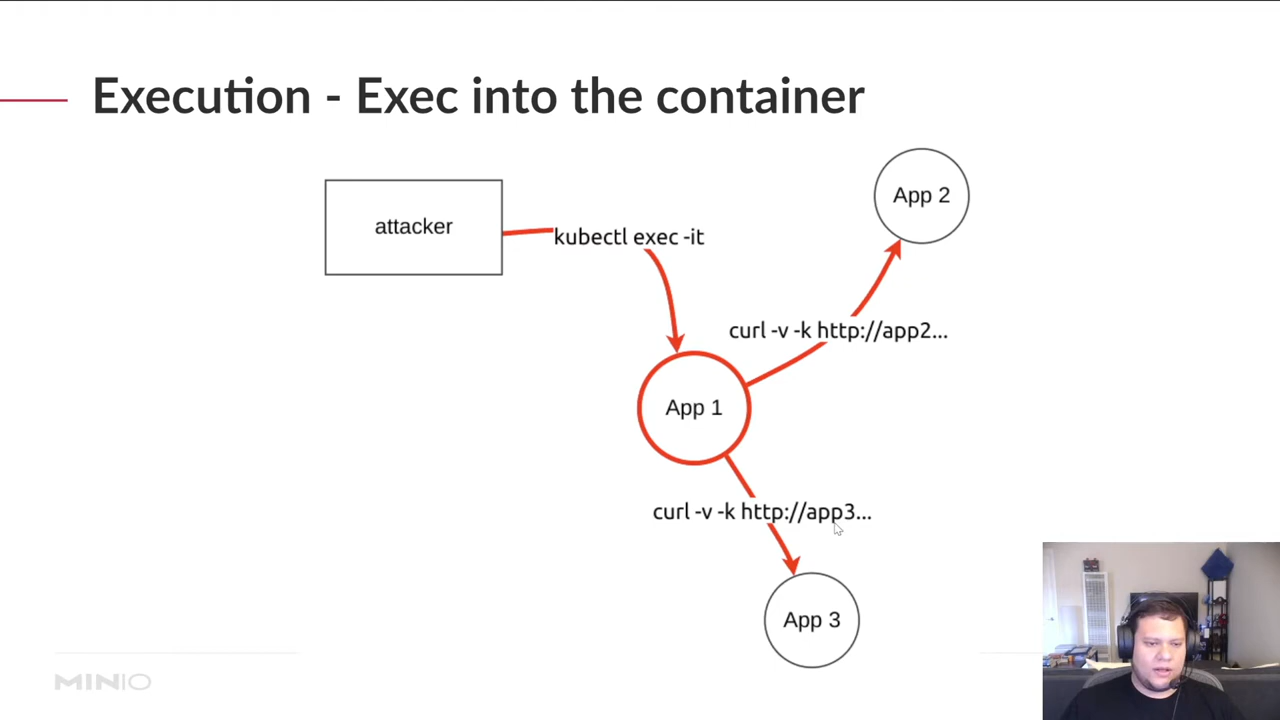 Execution - Exec into the container
attacker
kubectl exec -it
App 2
curl -v -k http://app2...
App 1
curl -v -k http://app3...
App 3
MINIO